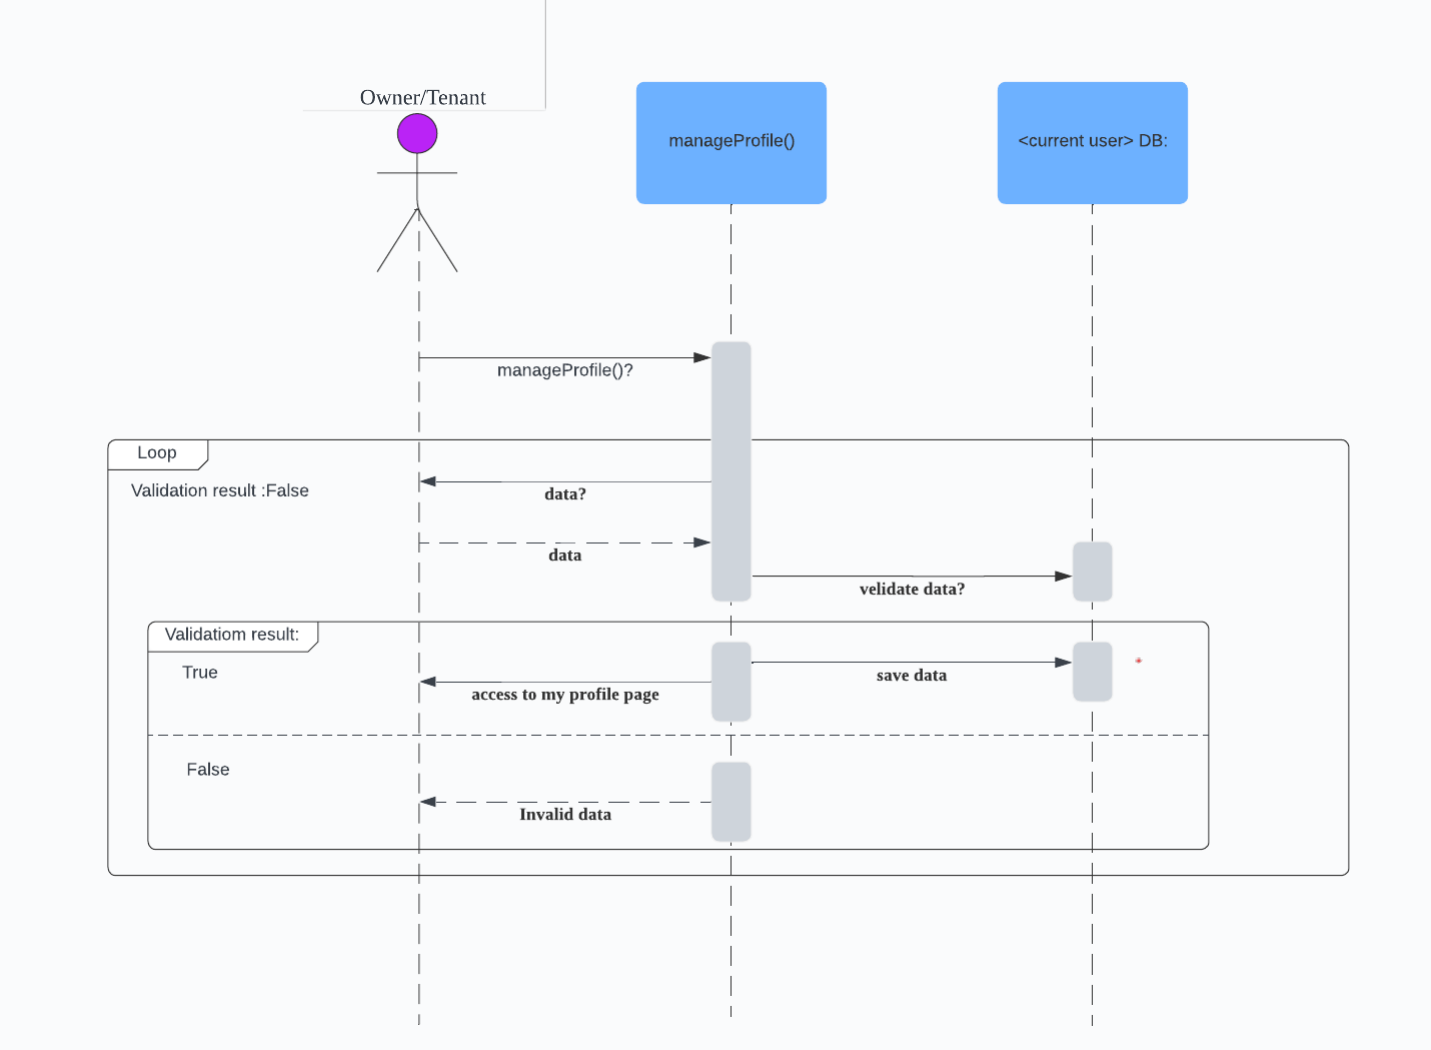 Owner/Tenant
manageProfile()
<current user> DB:
manageProfile()?
Loop
Validation result :False
data?
data
velidate data?
Validatiom result:
True
save data
access to my profile page
False
Invalid data